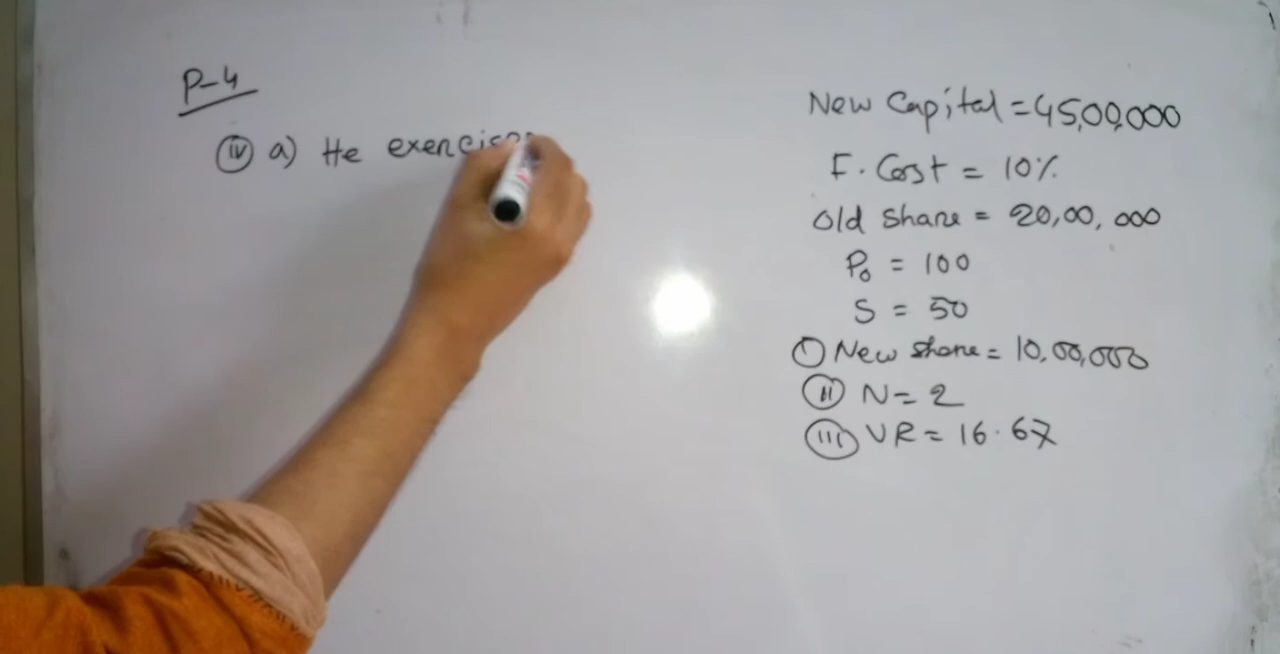 P-4
(iv) a) He exercises
New Capital = 45,00,000
F. Cost = 10%
Old share = 20,00,000
P₀ = 100
S = 50
(i) New share = 10,00,000
(ii) N = 2
(iii) VR = 16.67